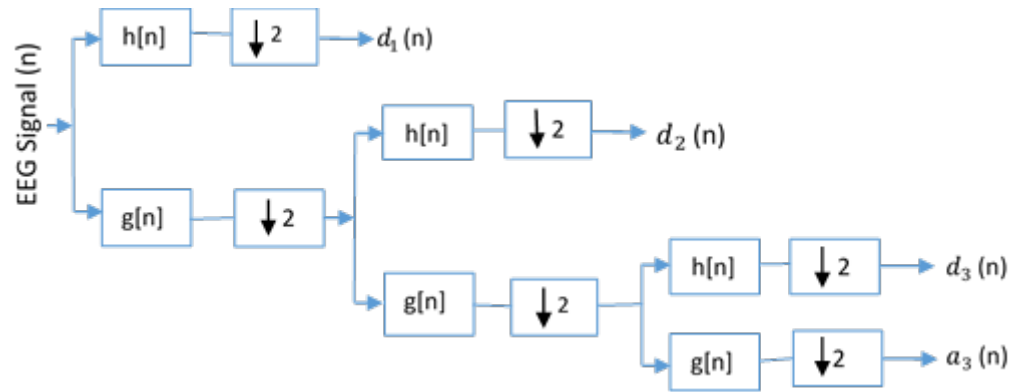 EEG Signal (n)
h[n]
2
d₁ (n)
h[n]
2
d₂ (n)
g[n]
2
h[n]
2
d₃ (n)
g[n]
2
g[n]
2
a₃ (n)